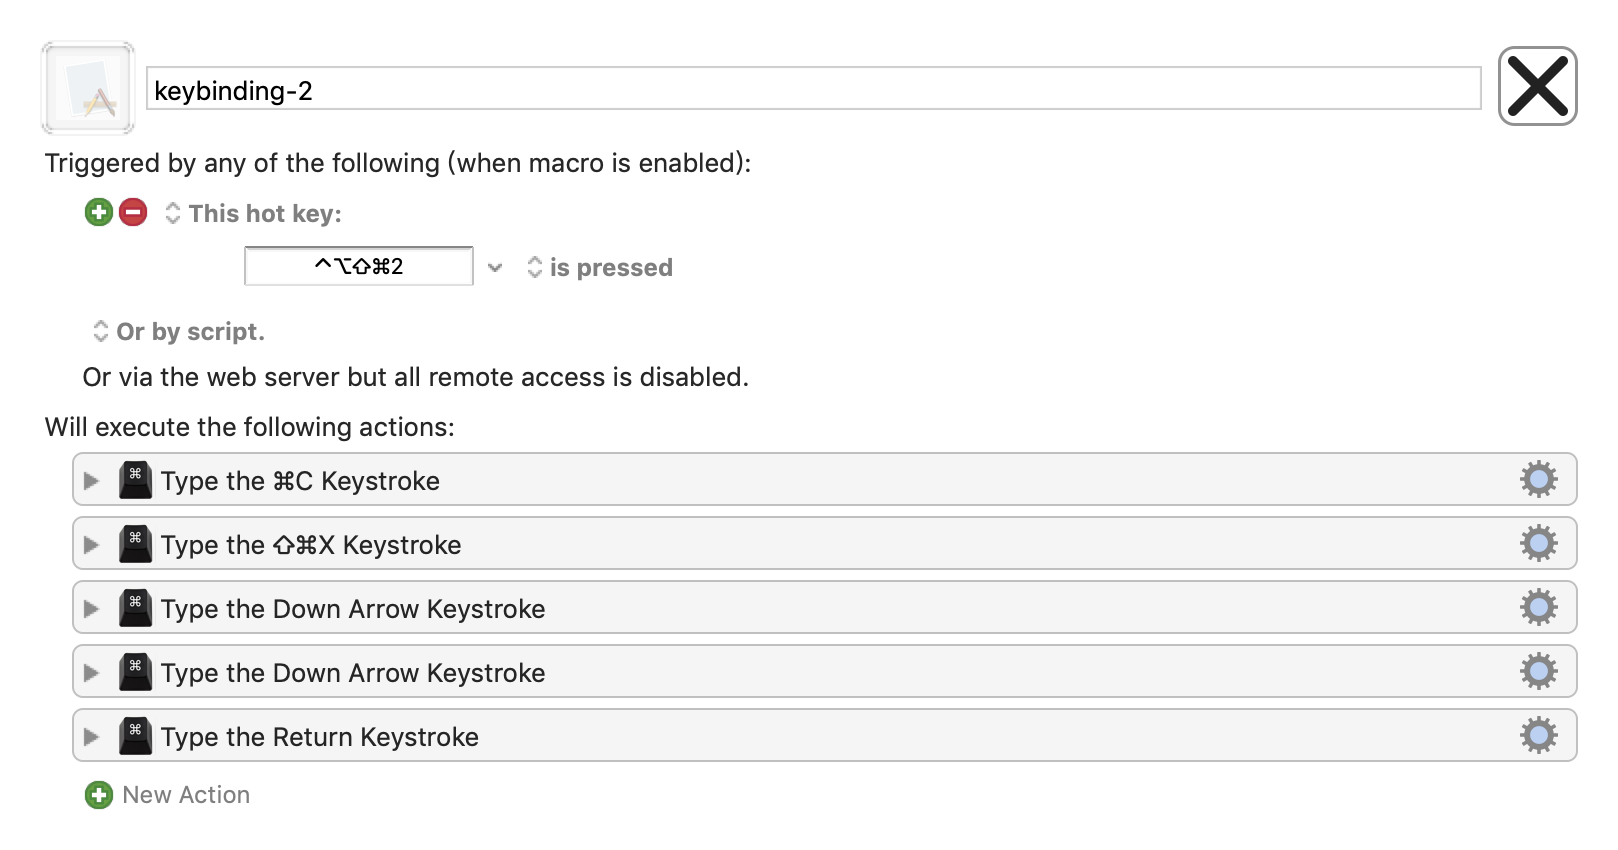 keybinding-2
Triggered by any of the following (when macro is enabled):
This hot key:
^⌥⇧⌘2 is pressed
Or by script.
Or via the web server but all remote access is disabled.
Will execute the following actions:
⌘ Type the ⌘C Keystroke
⌘ Type the ⇧⌘X Keystroke
⌘ Type the Down Arrow Keystroke
⌘ Type the Down Arrow Keystroke
⌘ Type the Return Keystroke
New Action